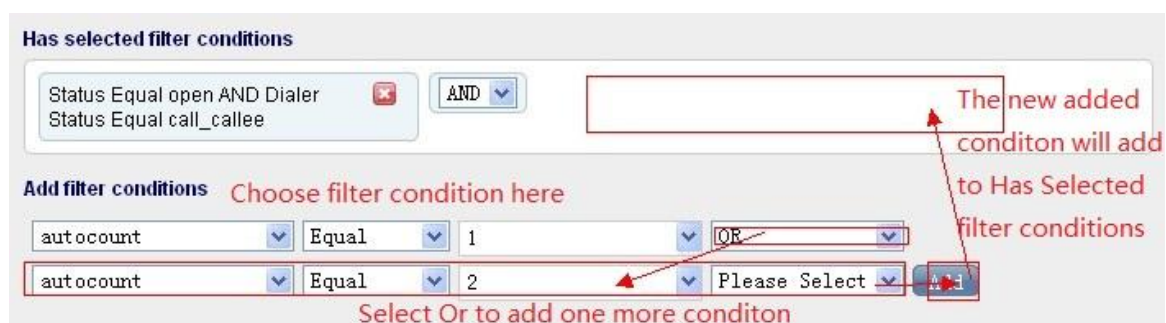 Has selected filter conditions
Status Equal open AND Dialer
Status Equal call_callee
AND
The new added
conditon will add
to Has Selected
filter conditions
Add filter conditions
Choose filter condition here
autocount Equal 1 OR
autocount Equal 2 Please Select Add
Select Or to add one more conditon